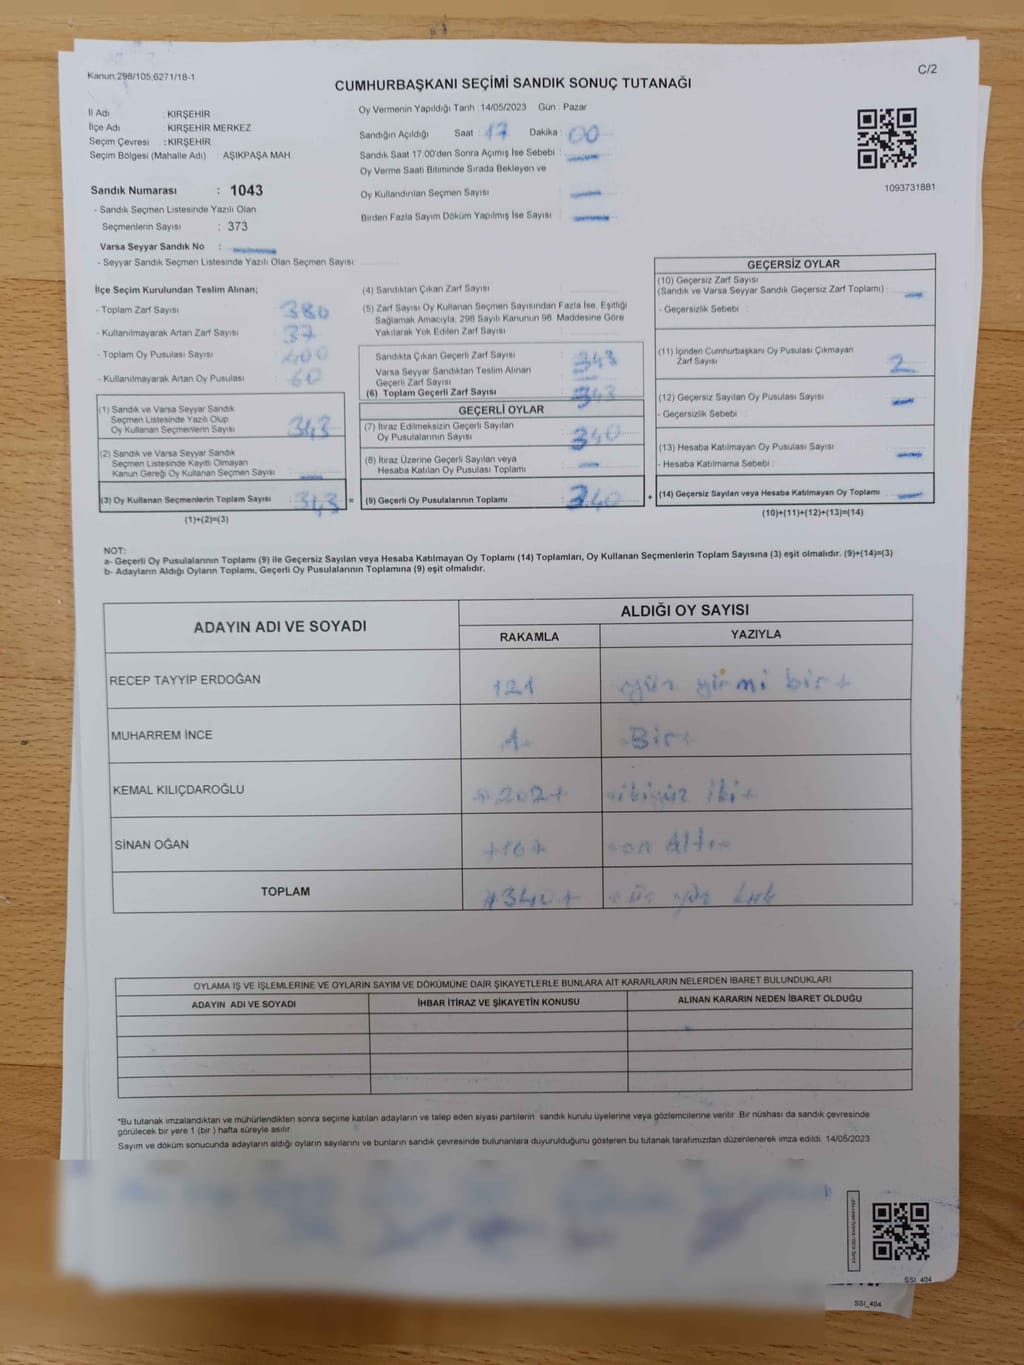 Kanun:298/105,6271/18-1
C/2
CUMHURBAŞKANI SEÇİMİ SANDIK SONUÇ TUTANAĞI
İl Adı : KIRŞEHİR
İlçe Adı : KIRŞEHİR MERKEZ
Seçim Çevresi : KIRŞEHİR
Seçim Bölgesi (Mahalle Adı) : AŞIKPAŞA MAH.
Sandık Numarası : 1043
- Sandık Seçmen Listesinde Yazılı Olan
Seçmenlerin Sayısı : 373
Varsa Seyyar Sandık No :
- Seyyar Sandık Seçmen Listesinde Yazılı Olan Seçmen Sayısı:
Oy Vermenin Yapıldığı Tarih : 14/05/2023 Gün : Pazar
Sandığın Açıldığı Saat : 17 Dakika : 00
Sandık Saat 17.00'den Sonra Açımış İse Sebebi :
Oy Verme Saati Bitiminde Sırada Bekleyen ve
Oy Kullandırılan Seçmen Sayısı :
Birden Fazla Sayım Döküm Yapılmış İse Sayısı :
1093731881
İlçe Seçim Kurulundan Teslim Alınan;
- Toplam Zarf Sayısı : 380
- Kullanılmayarak Artan Zarf Sayısı : 37
- Toplam Oy Pusulası Sayısı : 400
- Kullanılmayarak Artan Oy Pusulası : 60
(1) Sandık ve Varsa Seyyar Sandık
Seçmen Listesinde Yazılı Olup
Oy Kullanan Seçmenlerin Sayısı : 343
(2) Sandık ve Varsa Seyyar Sandık
Seçmen Listesinde Kayıtlı Olmayan
Kanun Gereği Oy Kullanan Seçmen Sayısı :
(3) Oy Kullanan Seçmenlerin Toplam Sayısı : 343 =
(1)+(2)=(3)
(4) Sandıktan Çıkan Zarf Sayısı :
(5) Zarf Sayısı Oy Kullanan Seçmen Sayısından Fazla İse, Eşitliği
Sağlamak Amacıyla, 298 Sayılı Kanunun 98. Maddesine Göre
Yakılarak Yok Edilen Zarf Sayısı :
Sandıkta Çıkan Geçerli Zarf Sayısı : 343
Varsa Seyyar Sandıktan Teslim Alınan
Geçerli Zarf Sayısı :
(6) Toplam Geçerli Zarf Sayısı : 343
GEÇERLİ OYLAR
(7) İtiraz Edilmeksizin Geçerli Sayılan
Oy Pusulalarının Sayısı : 340
(8) İtiraz Üzerine Geçerli Sayılan veya
Hesaba Katılan Oy Pusulası Toplamı :
(9) Geçerli Oy Pusulalarının Toplamı : 340 +
GEÇERSİZ OYLAR
(10) Geçersiz Zarf Sayısı
(Sandık ve Varsa Seyyar Sandık Geçersiz Zarf Toplamı) :
- Geçersizlik Sebebi :
(11) İçinden Cumhurbaşkanı Oy Pusulası Çıkmayan
Zarf Sayısı : 2
(12) Geçersiz Sayılan Oy Pusulası Sayısı :
- Geçersizlik Sebebi :
(13) Hesaba Katılmayan Oy Pusulası Sayısı :
- Hesaba Katılmama Sebebi :
(14) Geçersiz Sayılan veya Hesaba Katılmayan Oy Toplamı :
(10)+(11)+(12)+(13)=(14)
NOT:
a- Geçerli Oy Pusulalarının Toplamı (9) ile Geçersiz Sayılan veya Hesaba Katılmayan Oy Toplamı (14) Toplamları, Oy Kullanan Seçmenlerin Toplam Sayısına (3) eşit olmalıdır. (9)+(14)=(3)
b- Adayların Aldığı Oyların Toplamı, Geçerli Oy Pusulalarının Toplamına (9) eşit olmalıdır.
ADAYIN ADI VE SOYADI ALDIĞI OY SAYISI
RAKAMLA YAZIYLA
RECEP TAYYİP ERDOĞAN 121 yüz yirmi bir
MUHARREM İNCE 1 Bir
KEMAL KILIÇDAROĞLU 202 ikiyüz iki
SİNAN OĞAN 16 on Altı
TOPLAM 340 üç yüz kırk
OYLAMA İŞ VE İŞLEMLERİNE VE OYLARIN SAYIM VE DÖKÜMÜNE DAİR ŞİKAYETLERLE BUNLARA AİT KARARLARIN NELERDEN İBARET BULUNDUKLARI
ADAYIN ADI VE SOYADI İHBAR İTİRAZ VE ŞİKAYETİN KONUSU ALINAN KARARIN NEDEN İBARET OLDUĞU
*Bu tutanak imzalandıktan ve mühürlendikten sonra seçime katılan adayların ve talep eden siyasi partilerin sandık kurulu üyelerine veya gözlemcilerine verilir. Bir nüshası da sandık çevresinde
görülecek bir yere 1 (bir ) hafta süreyle asılır.
Sayım ve döküm sonucunda adayların aldığı oyların sayılarını ve bunların sandık çevresinde bulunanlara duyurulduğunu gösteren bu tutanak tarafımızdan düzenlenerek imza edildi. 14/05/2023
SSI_404
SSI_404